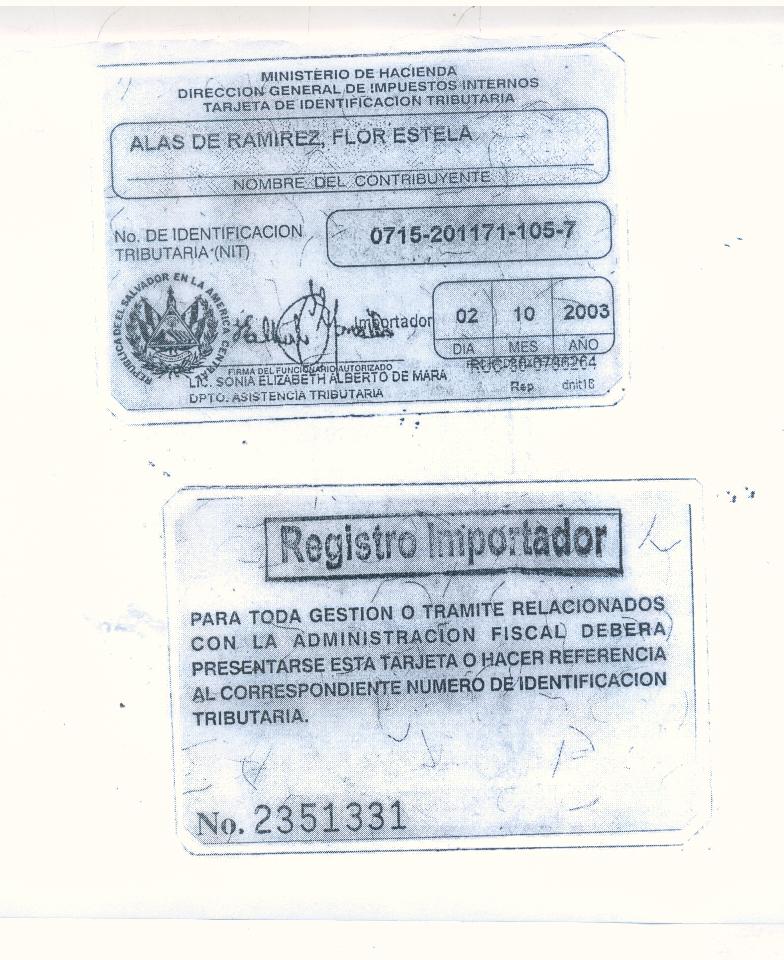 MINISTERIO DE HACIENDA
DIRECCION GENERAL DE IMPUESTOS INTERNOS
TARJETA DE IDENTIFICACION TRIBUTARIA
ALAS DE RAMIREZ, FLOR ESTELA
NOMBRE DEL CONTRIBUYENTE
No. DE IDENTIFICACION
TRIBUTARIA (NIT)
0715-201171-105-7
REPUBLICA DE EL SALVADOR EN LA AMERICA CENTRAL
Importador
02 10 2003
DIA MES AÑO
FIRMA DEL FUNCIONARIO AUTORIZADO
LIC. SONIA ELIZABETH ALBERTO DE MARA
DPTO. ASISTENCIA TRIBUTARIA
Rep dnit18
Registro Importador
PARA TODA GESTION O TRAMITE RELACIONADOS
CON LA ADMINISTRACION FISCAL DEBERA
PRESENTARSE ESTA TARJETA O HACER REFERENCIA
AL CORRESPONDIENTE NUMERO DE IDENTIFICACION
TRIBUTARIA.
No. 2351331